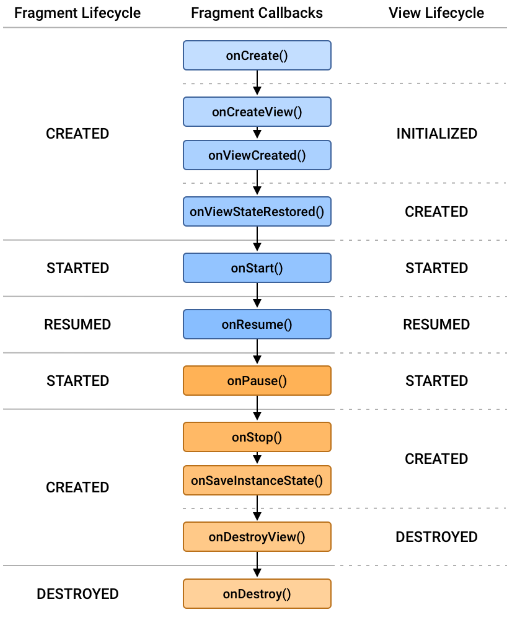 Fragment Lifecycle Fragment Callbacks View Lifecycle
onCreate()
onCreateView()
CREATED INITIALIZED
onViewCreated()
onViewStateRestored() CREATED
STARTED onStart() STARTED
RESUMED onResume() RESUMED
STARTED onPause() STARTED
onStop()
CREATED
onSaveInstanceState()
CREATED
onDestroyView() DESTROYED
DESTROYED onDestroy()